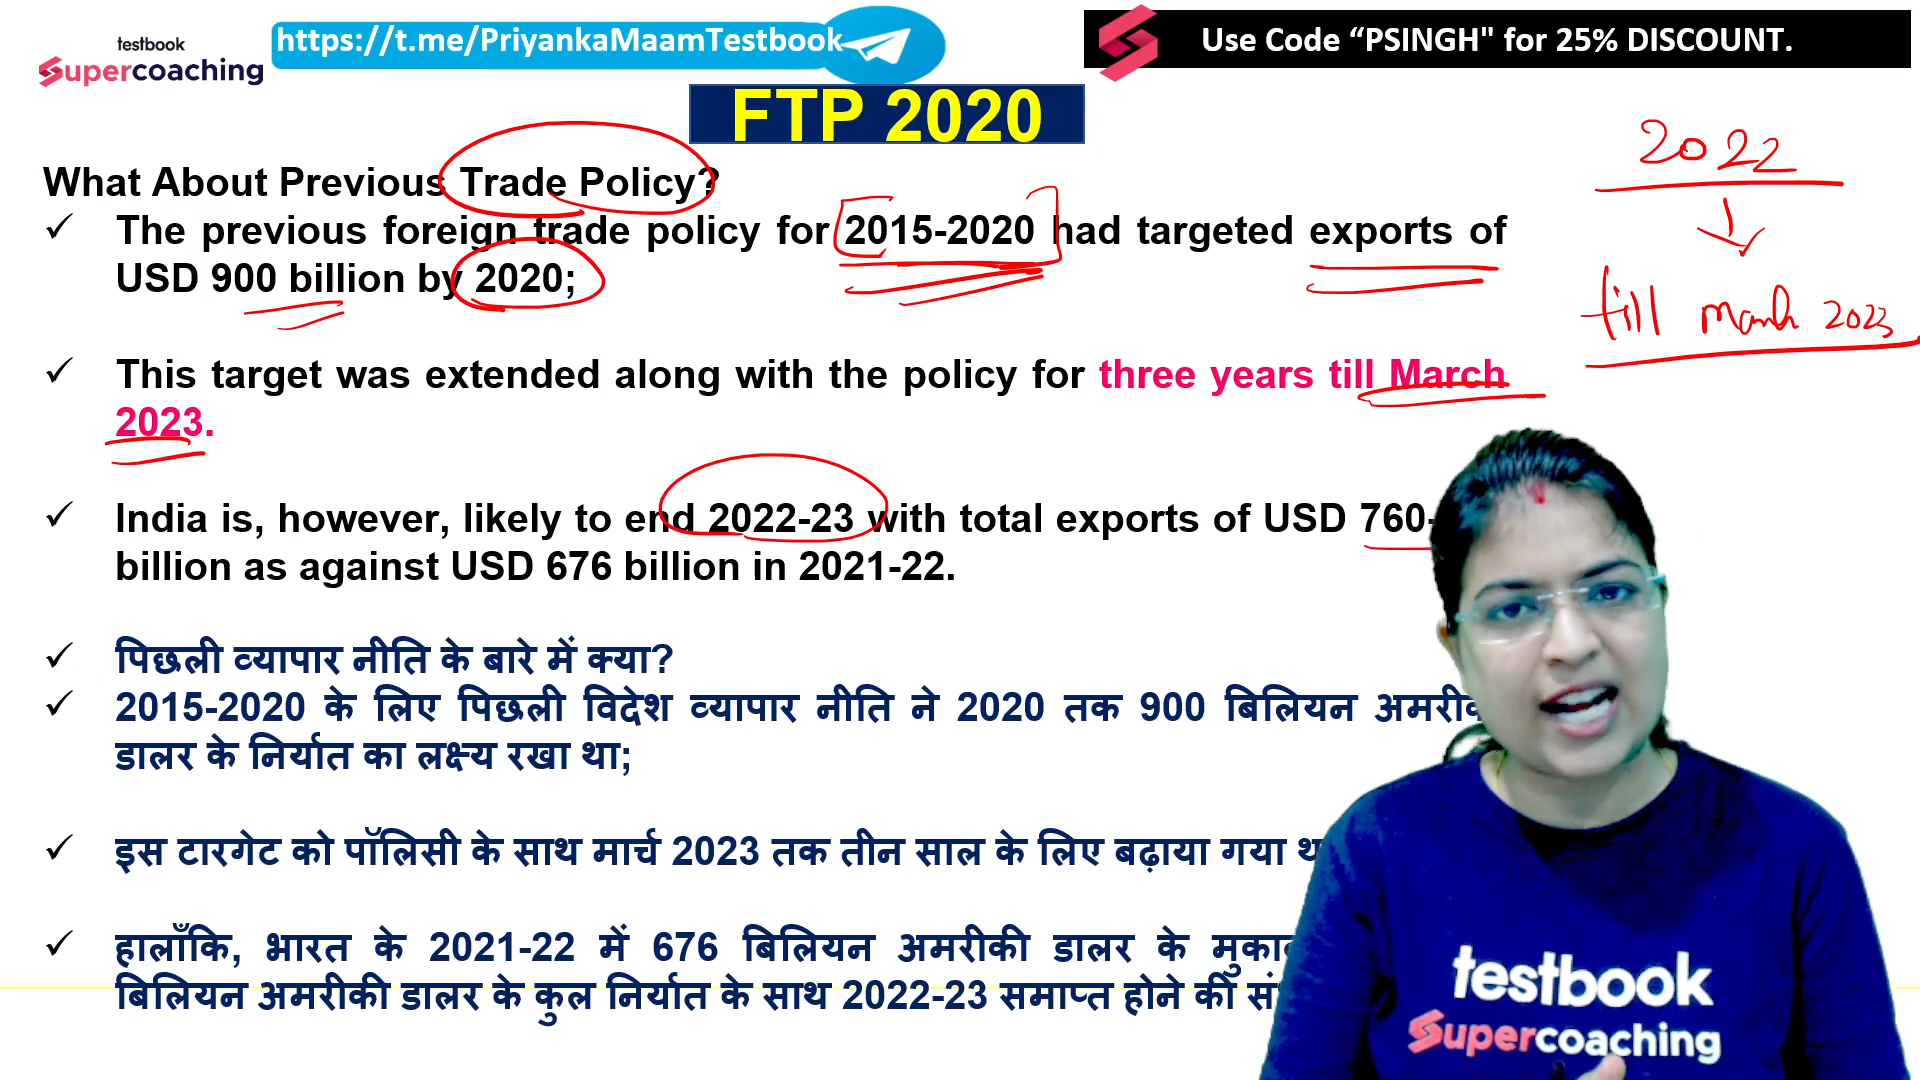 testbook
Supercoaching
https://t.me/PriyankaMaamTestbook
Use Code “PSINGH" for 25% DISCOUNT.
FTP 2020
2022
till March 2023
What About Previous Trade Policy?
✓ The previous foreign trade policy for 2015-2020 had targeted exports of
USD 900 billion by 2020;
✓ This target was extended along with the policy for three years till March
2023.
✓ India is, however, likely to end 2022-23 with total exports of USD 760-
billion as against USD 676 billion in 2021-22.
✓ पिछली व्यापार नीति के बारे में क्या?
✓ 2015-2020 के लिए पिछली विदेश व्यापार नीति ने 2020 तक 900 बिलियन
डालर के निर्यात का लक्ष्य रखा था;
✓ इस टारगेट को पॉलिसी के साथ मार्च 2023 तक तीन साल के लिए बढ़ाया गया
✓ हालाँकि, भारत के 2021-22 में 676 बिलियन अमरीकी डालर के
बिलियन अमरीकी डालर के कुल निर्यात के साथ 2022-23 समाप्त होने की
testbook
Supercoaching